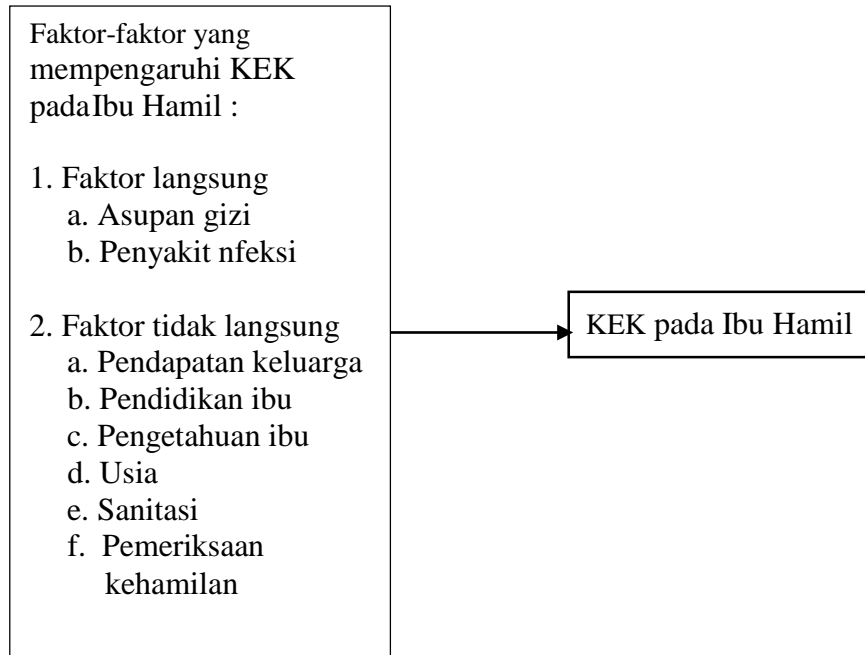 Faktor-faktor yang
mempengaruhi KEK
padaIbu Hamil :
1. Faktor langsung
a. Asupan gizi
b. Penyakit nfeksi
2. Faktor tidak langsung
a. Pendapatan keluarga
b. Pendidikan ibu
c. Pengetahuan ibu
d. Usia
e. Sanitasi
f. Pemeriksaan
kehamilan
KEK pada Ibu Hamil